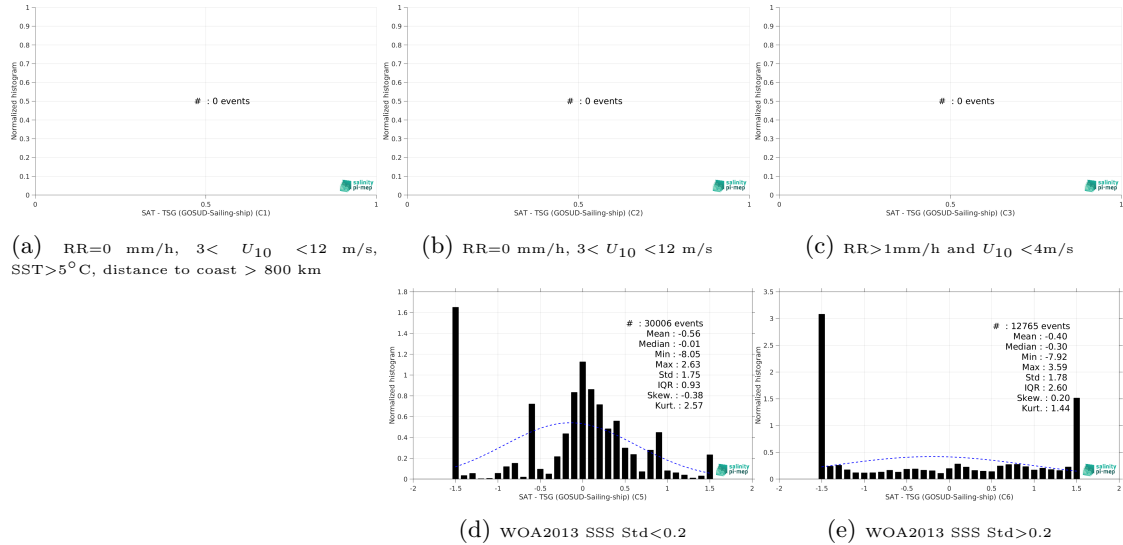 1
0.9
0.8
0.7
0.6
0.5
0.4
0.3
0.2
0.1
0
Normalized histogram
# : 0 events
salinity
pi-mep
0 0.5 1
SAT - TSG (GOSUD-Sailing-ship) (C1)
(a) RR=0 mm/h, 3< U10 <12 m/s,
SST>5°C, distance to coast > 800 km
1
0.9
0.8
0.7
0.6
0.5
0.4
0.3
0.2
0.1
0
Normalized histogram
# : 0 events
salinity
pi-mep
0 0.5 1
SAT - TSG (GOSUD-Sailing-ship) (C2)
(b) RR=0 mm/h, 3< U10 <12 m/s
1
0.9
0.8
0.7
0.6
0.5
0.4
0.3
0.2
0.1
0
Normalized histogram
# : 0 events
salinity
pi-mep
0 0.5 1
SAT - TSG (GOSUD-Sailing-ship) (C3)
(c) RR>1mm/h and U10 <4m/s
1.8
1.6
1.4
1.2
1
0.8
0.6
0.4
0.2
0
Normalized histogram
# : 30006 events
Mean : -0.56
Median : -0.01
Min : -8.05
Max : 2.63
Std : 1.75
IQR : 0.93
Skew. : -0.38
Kurt. : 2.57
salinity
pi-mep
-2 -1.5 -1 -0.5 0 0.5 1 1.5 2
SAT - TSG (GOSUD-Sailing-ship) (C5)
(d) WOA2013 SSS Std<0.2
3.5
3
2.5
2
1.5
1
0.5
0
Normalized histogram
# : 12765 events
Mean : -0.40
Median : -0.30
Min : -7.92
Max : 3.59
Std : 1.78
IQR : 2.60
Skew. : 0.20
Kurt. : 1.44
salinity
pi-mep
-2 -1.5 -1 -0.5 0 0.5 1 1.5 2
SAT - TSG (GOSUD-Sailing-ship) (C6)
(e) WOA2013 SSS Std>0.2